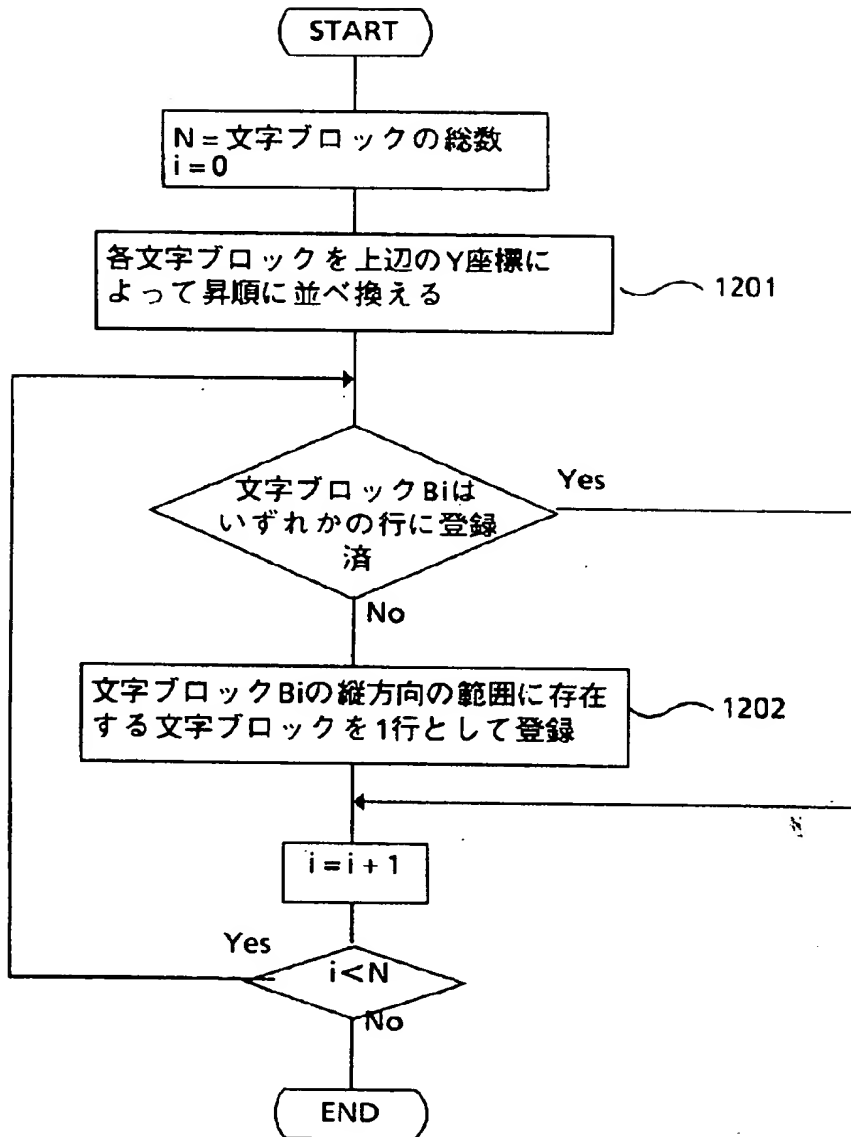 START
N=文字ブロックの総数
i=0
各文字ブロックを上辺のY座標に
よって昇順に並べ換える
1201
文字ブロックBiは
いずれかの行に登録
済
Yes
No
文字ブロックBiの縦方向の範囲に存在
する文字ブロックを1行として登録
1202
i=i+1
Yes
i<N
No
END